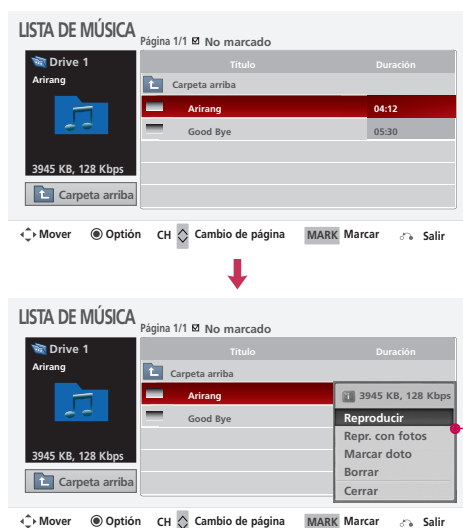 LISTA DE MÚSICA
Página 1/1 No marcado
Drive 1
Arirang
3945 KB, 128 Kbps
Carpeta arriba
Titulo Duración
Carpeta arriba
Arirang 04:12
Good Bye 05:30
Mover Optión CH Cambio de página MARK Marcar Salir
LISTA DE MÚSICA
Página 1/1 No marcado
Drive 1
Arirang
3945 KB, 128 Kbps
Carpeta arriba
Titulo Duración
Carpeta arriba
Arirang
Good Bye
i 3945 KB, 128 Kbps
Reproducir
Repr. con fotos
Marcar doto
Borrar
Cerrar
Mover Optión CH Cambio de página MARK Marcar Salir